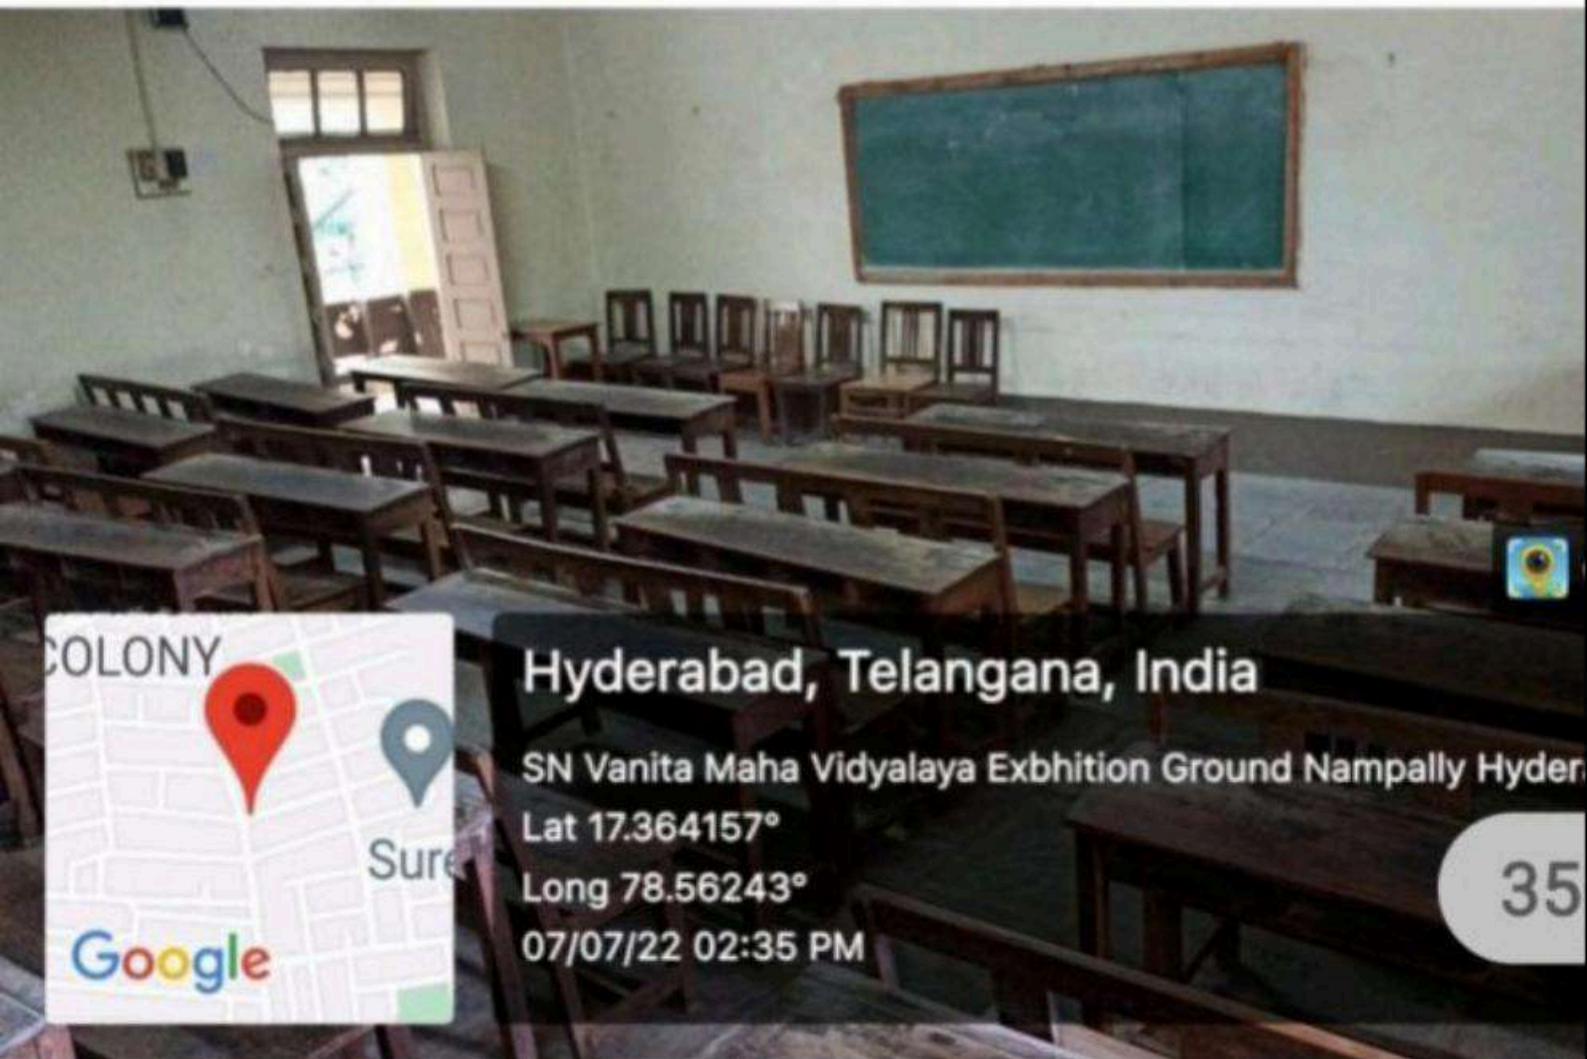 COLONY
Sure
Google
Hyderabad, Telangana, India
SN Vanita Maha Vidyalaya Exbhition Ground Nampally Hyder
Lat 17.364157°
Long 78.56243°
07/07/22 02:35 PM
35